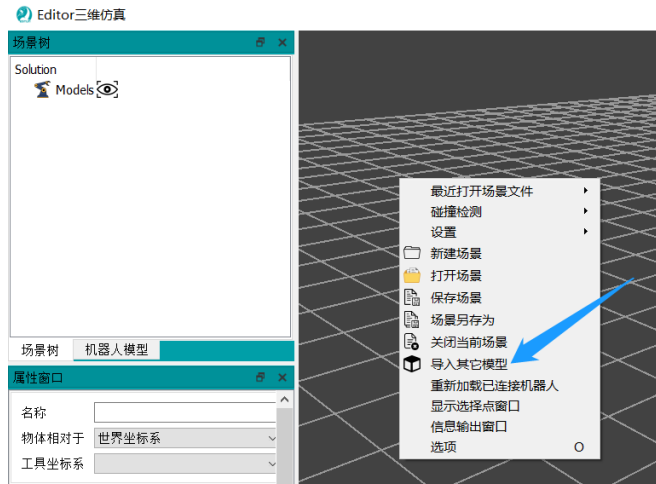 Editor三维仿真
场景树
Solution
Models
场景树 机器人模型
属性窗口
名称
物体相对于 世界坐标系
工具坐标系
最近打开场景文件
碰撞检测
设置
新建场景
打开场景
保存场景
场景另存为
关闭当前场景
导入其它模型
重新加载已连接机器人
显示选择点窗口
信息输出窗口
选项 O